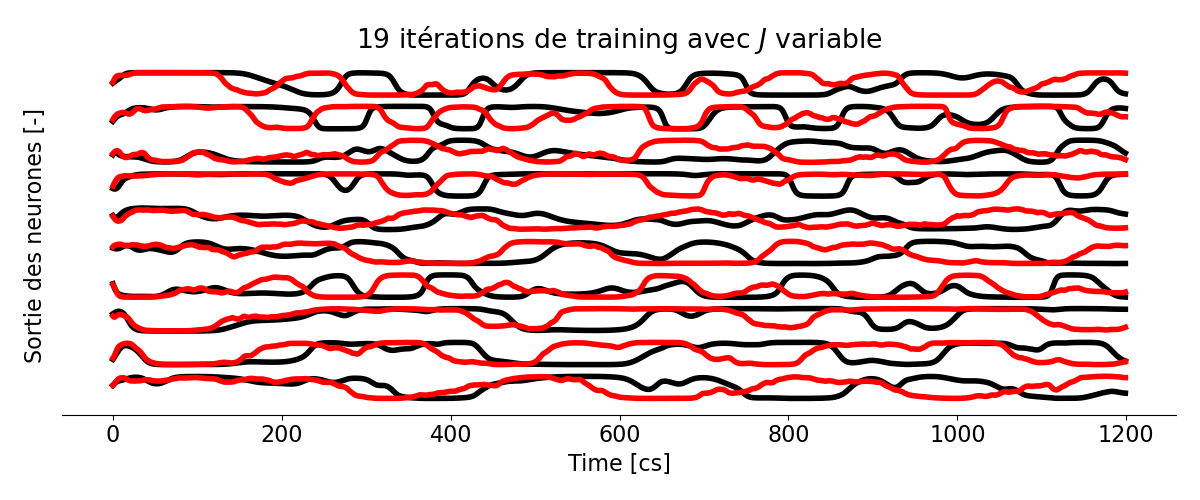 19 itérations de training avec J variable
Sortie des neurones [-]
0 200 400 600 800 1000 1200
Time [cs]